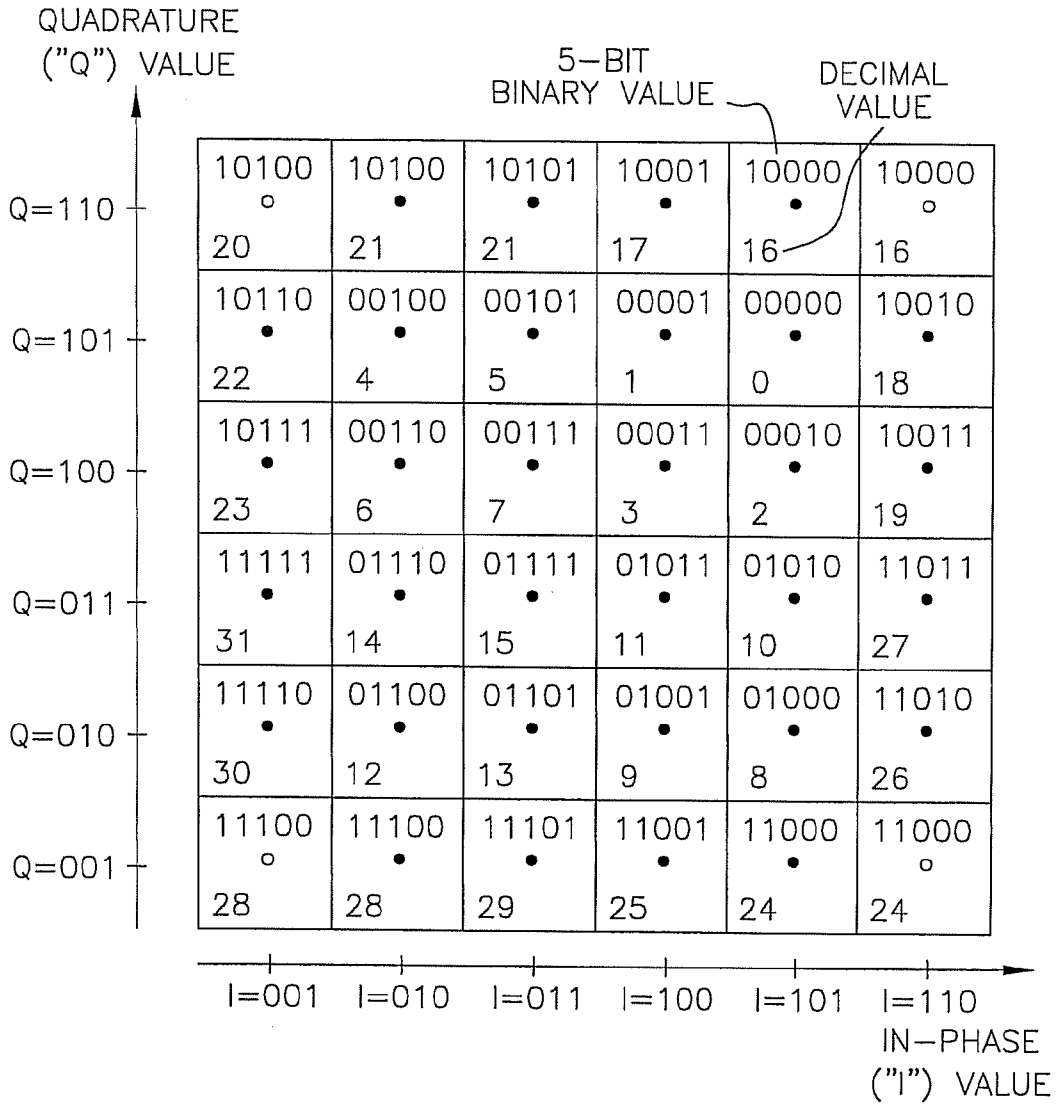 QUADRATURE
("Q") VALUE
5-BIT
BINARY VALUE
DECIMAL
VALUE
Q=110
10100 10100 10101 10001 10000 10000
20 21 21 17 16 16
Q=101
10110 00100 00101 00001 00000 10010
22 4 5 1 0 18
Q=100
10111 00110 00111 00011 00010 10011
23 6 7 3 2 19
Q=011
11111 01110 01111 01011 01010 11011
31 14 15 11 10 27
Q=010
11110 01100 01101 01001 01000 11010
30 12 13 9 8 26
Q=001
11100 11100 11101 11001 11000 11000
28 28 29 25 24 24
I=001 I=010 I=011 I=100 I=101 I=110
IN-PHASE
("I") VALUE